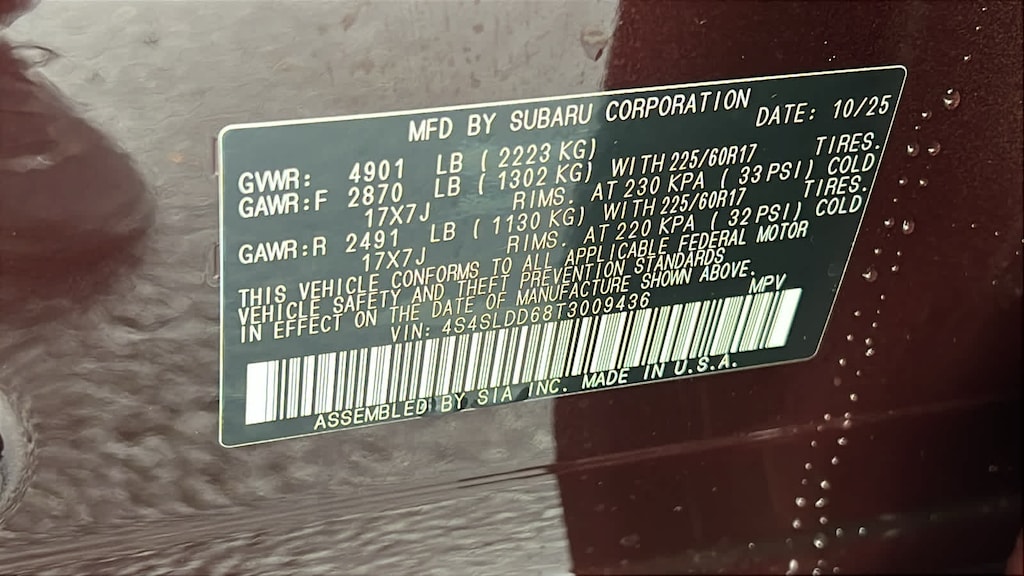 MFD BY SUBARU CORPORATION DATE: 10/25
GVWR: 4901 LB ( 2223 KG)
GAWR:F 2870 LB ( 1302 KG) WITH 225/60R17 TIRES.
17X7J RIMS. AT 230 KPA ( 33 PSI) COLD
GAWR:R 2491 LB ( 1130 KG) WITH 225/60R17 TIRES.
17X7J RIMS. AT 220 KPA ( 32 PSI) COLD
THIS VEHICLE CONFORMS TO ALL APPLICABLE FEDERAL MOTOR
VEHICLE SAFETY AND THEFT PREVENTION STANDARDS
IN EFFECT ON THE DATE OF MANUFACTURE SHOWN ABOVE.
VIN: 4S4SLDD68T3009436 MPV
ASSEMBLED BY SIA INC. MADE IN U.S.A.